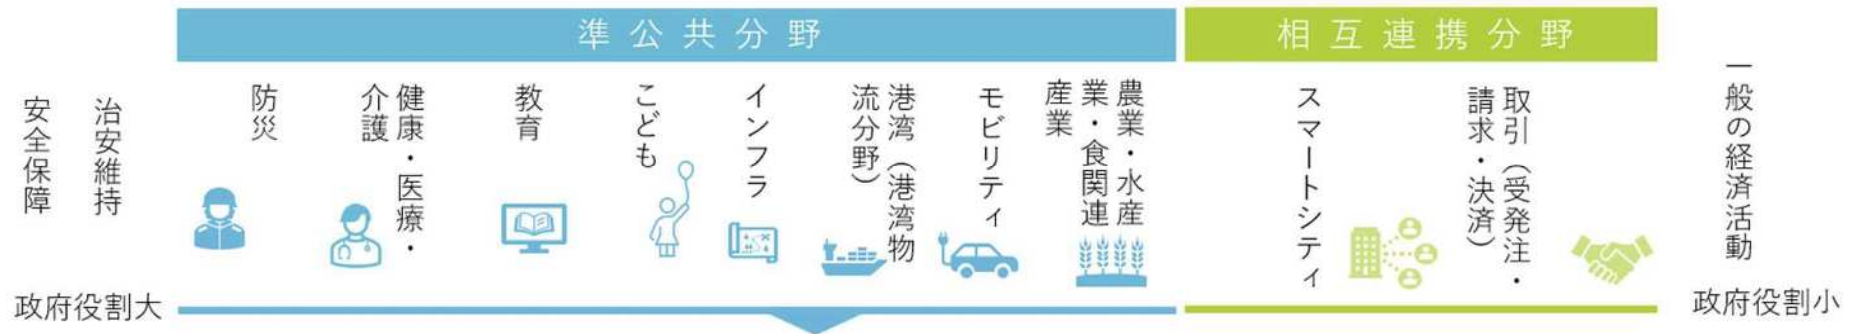 準公共分野
相互連携分野
安全保障
治安維持
防災
健康・医療・
介護
教育
こども
インフラ
港湾（港湾物
流分野）
モビリティ
農業・水産
業・食関連
産業
スマートシティ
取引（受発注・
請求・決済）
一般の経済活動
政府役割大
政府役割小